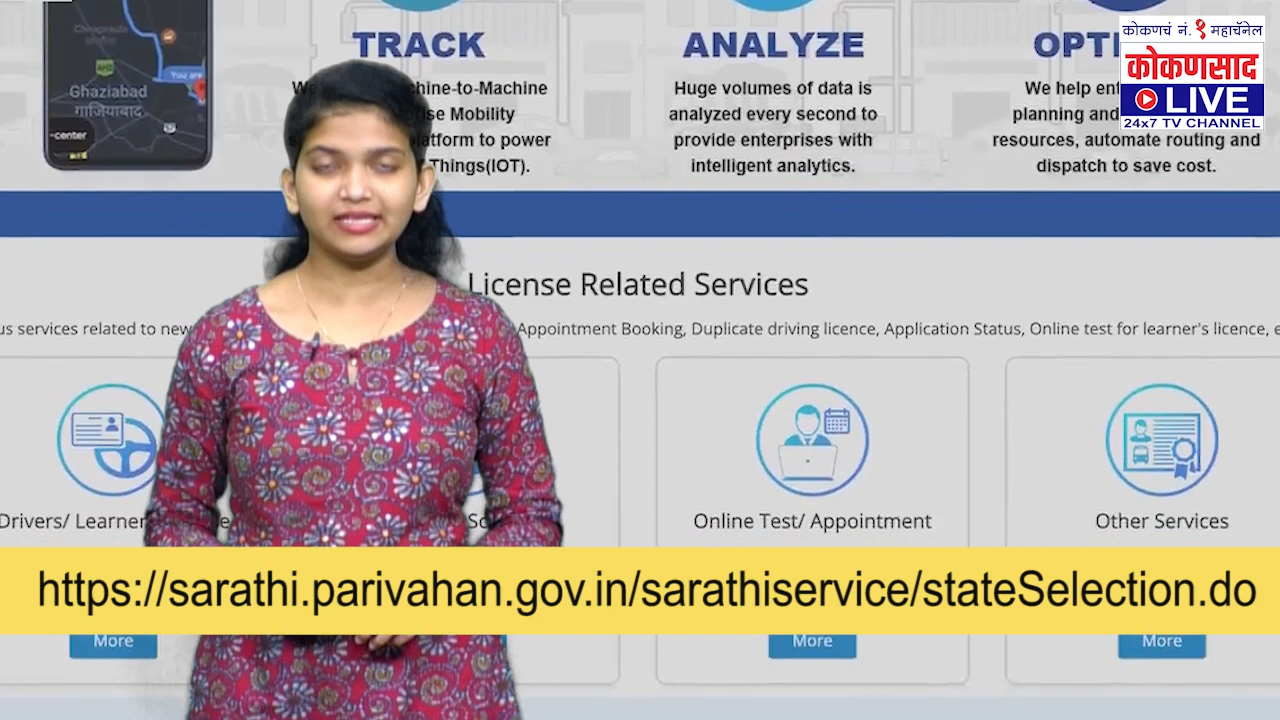 कोकणचं नं. १ महाचॅनेल
कोकणसाद
LIVE
24x7 TV CHANNEL
Ghaziabad
गाजियाबाद
You are
-center
TRACK
chine-to-Machine
Mobility
latform to power
Things(IOT).
ANALYZE
Huge volumes of data is
analyzed every second to
provide enterprises with
intelligent analytics.
We help
planning and
resources, automate routing and
dispatch to save cost.
License Related Services
us services related to new
Appointment Booking, Duplicate driving licence, Application Status, Online test for learner's licence, e
Drivers/ Learner
Online Test/ Appointment
Other Services
https://sarathi.parivahan.gov.in/sarathiservice/stateSelection.do
More
More
More